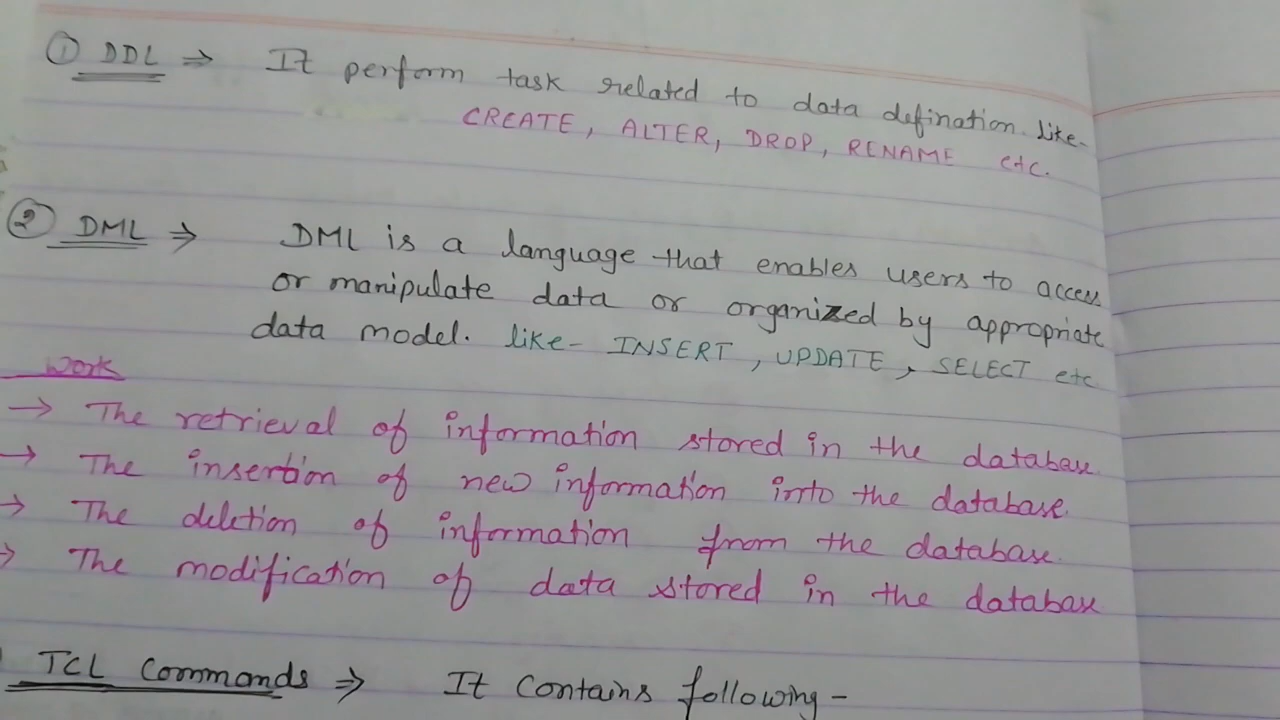 ① DDL ⇒ It perform task related to data defination like-
CREATE, ALTER, DROP, RENAME etc.
② DML ⇒ DML is a language that enables users to access
or manipulate data or organized by appropriate
data model. like- INSERT, UPDATE, SELECT etc
Work
→ The retrieval of information stored in the database.
→ The insertion of new information into the database.
→ The deletion of information from the database.
→ The modification of data stored in the database
TCL Commands ⇒ It Contains following-